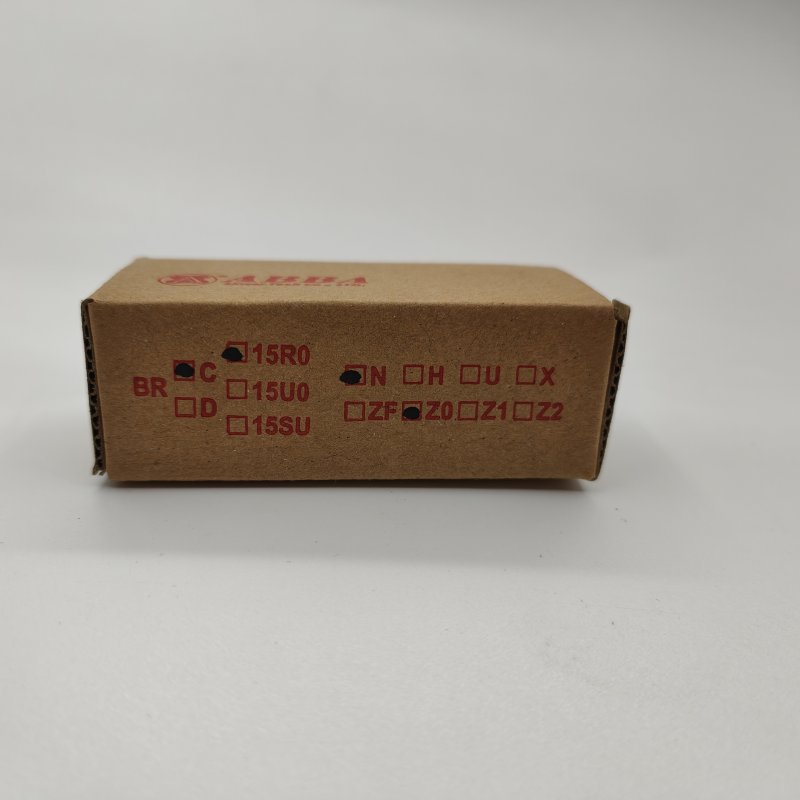 ABBA
BR
C
D
15R0
15U0
15SU
N H U X
ZF Z0 Z1 Z2